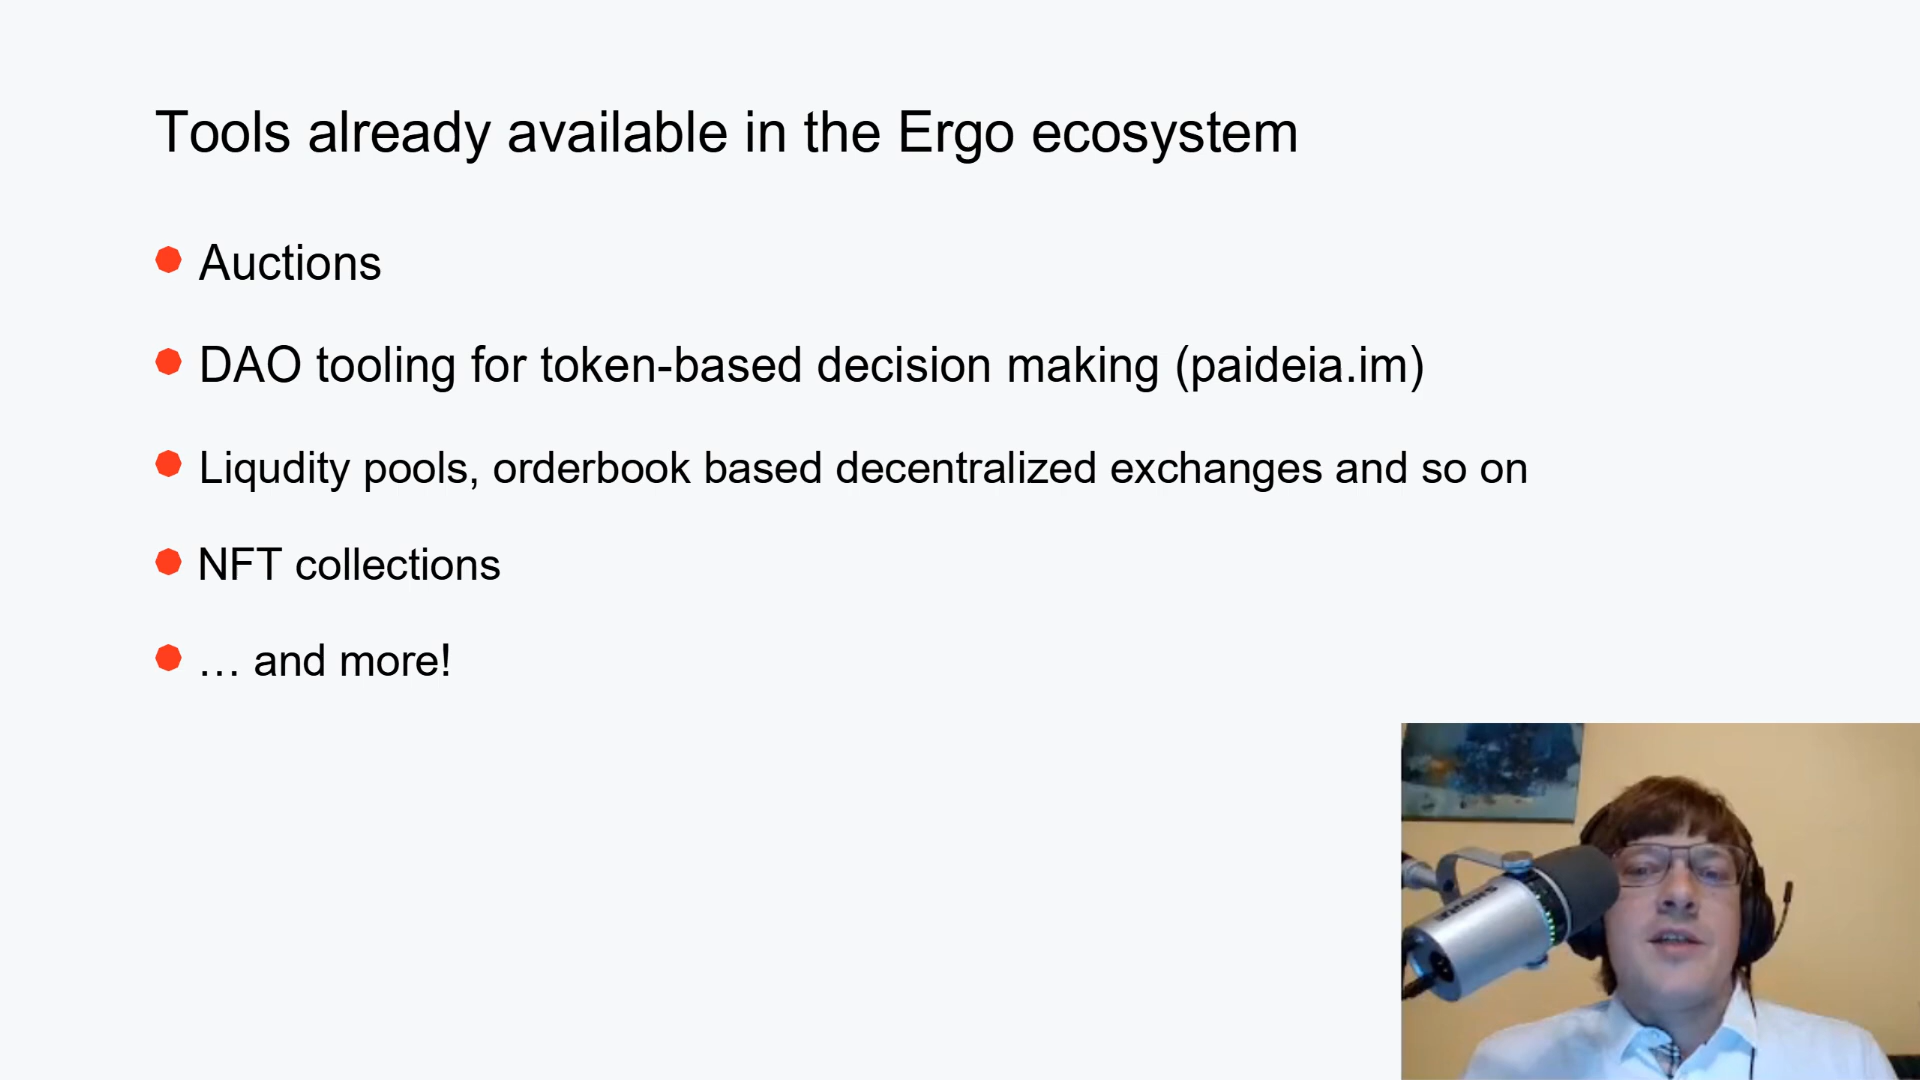 Tools already available in the Ergo ecosystem
Auctions
DAO tooling for token-based decision making (paideia.im)
Liqudity pools, orderbook based decentralized exchanges and so on
NFT collections
… and more!
SHURE